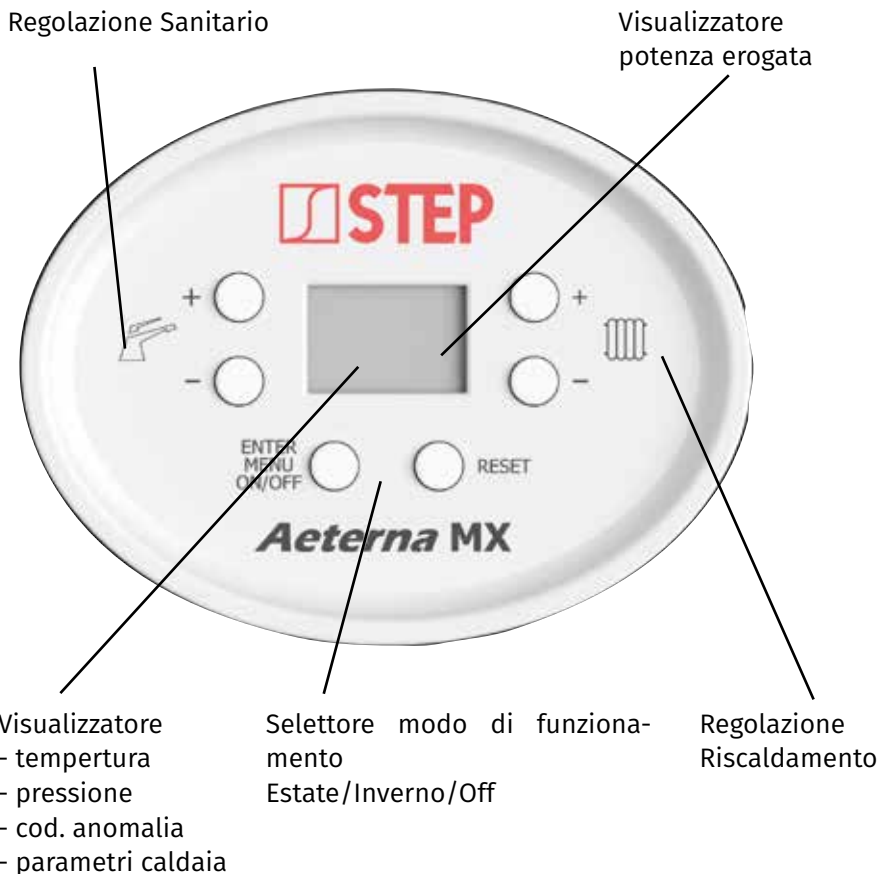 Regolazione Sanitario
Visualizzatore
potenza erogata
STEP
+
+
-
-
ENTER
MENU
ON/OFF
RESET
Aeterna MX
Visualizzatore
- tempertura
- pressione
- cod. anomalia
- parametri caldaia
Selettore modo di funziona-
mento
Estate/Inverno/Off
Regolazione
Riscaldamento